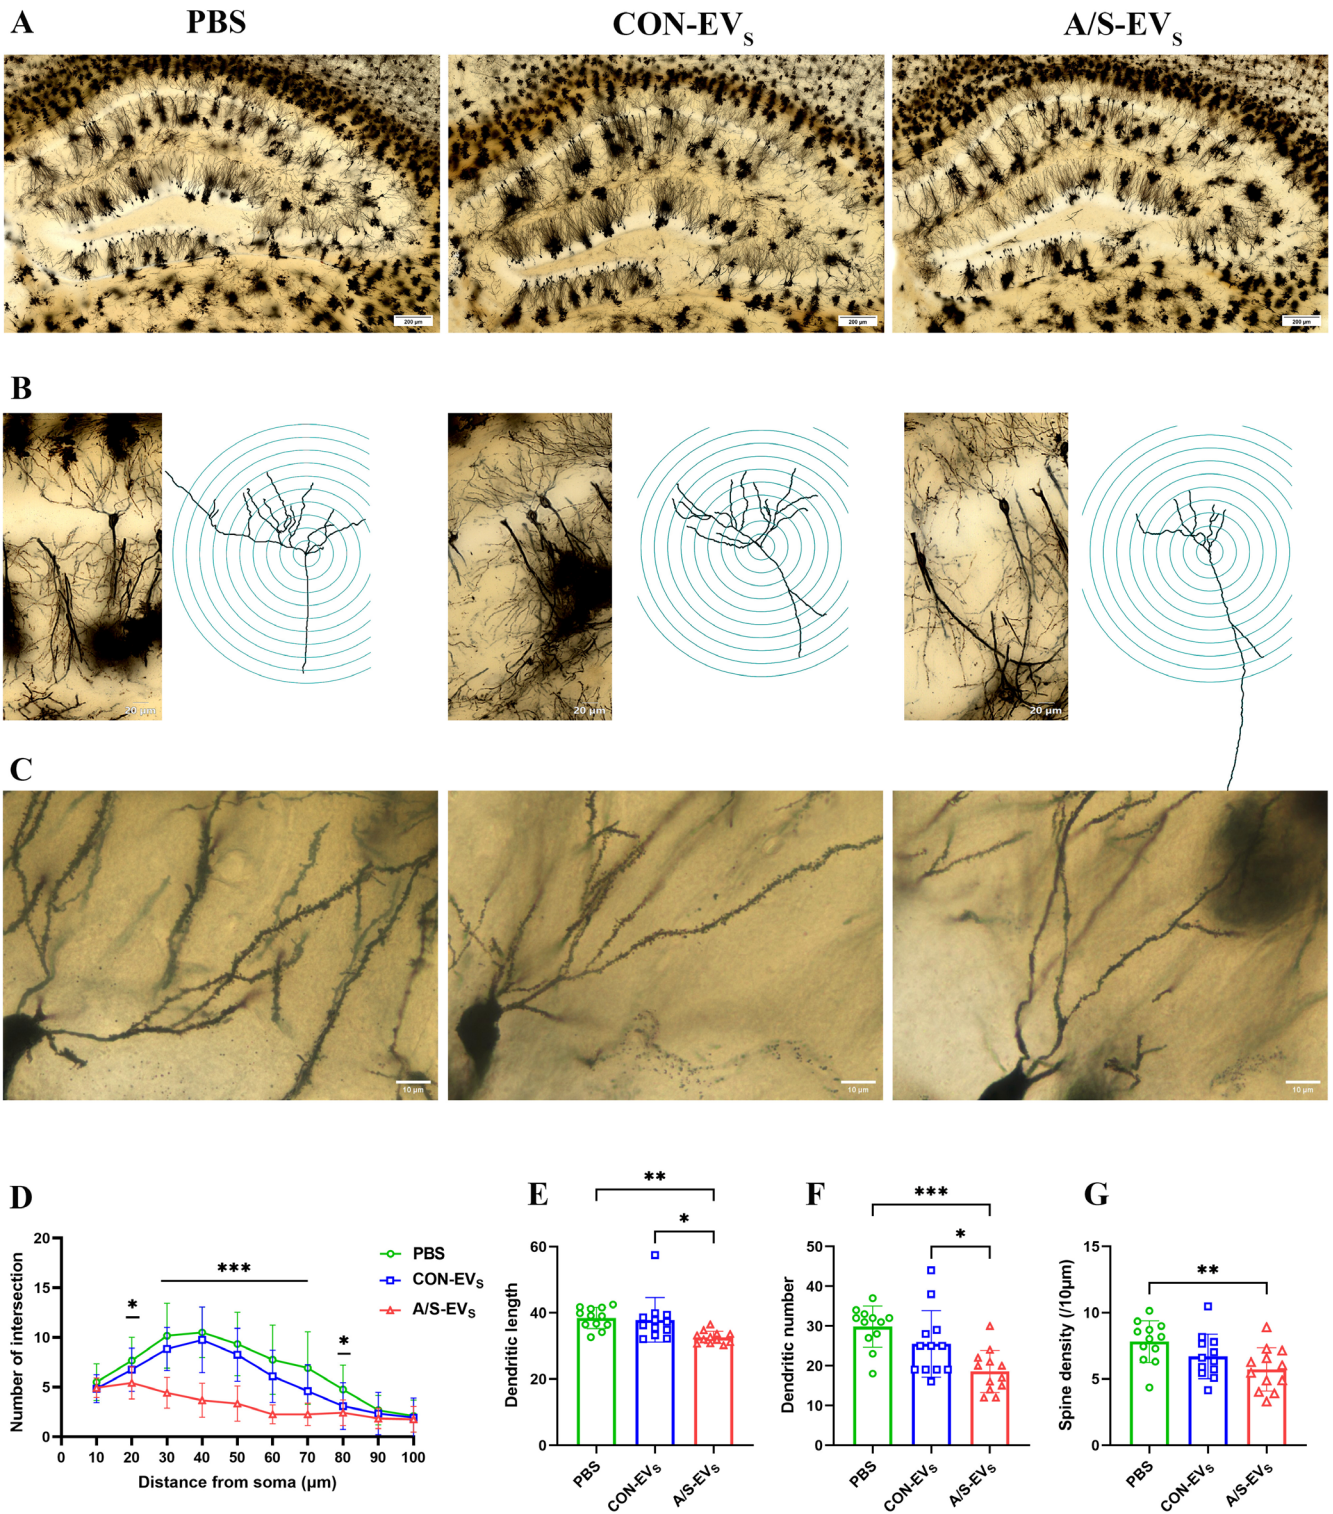 A
PBS
CON-EVS
A/S-EVS
200 µm
200 µm
200 µm
B
20 µm
20 µm
20 µm
C
10 µm
10 µm
10 µm
D
Number of intersection
20
15
10
5
0
0 10 20 30 40 50 60 70 80 90 100
Distance from soma (µm)
*
***
*
PBS
CON-EVS
A/S-EVS
E
**
*
Dendritic length
60
40
20
0
PBS
CON-EVS
A/S-EVS
F
***
*
Dendritic number
50
40
30
20
10
0
PBS
CON-EVS
A/S-EVS
G
**
Spine density (/10µm)
15
10
5
0
PBS
CON-EVS
A/S-EVS